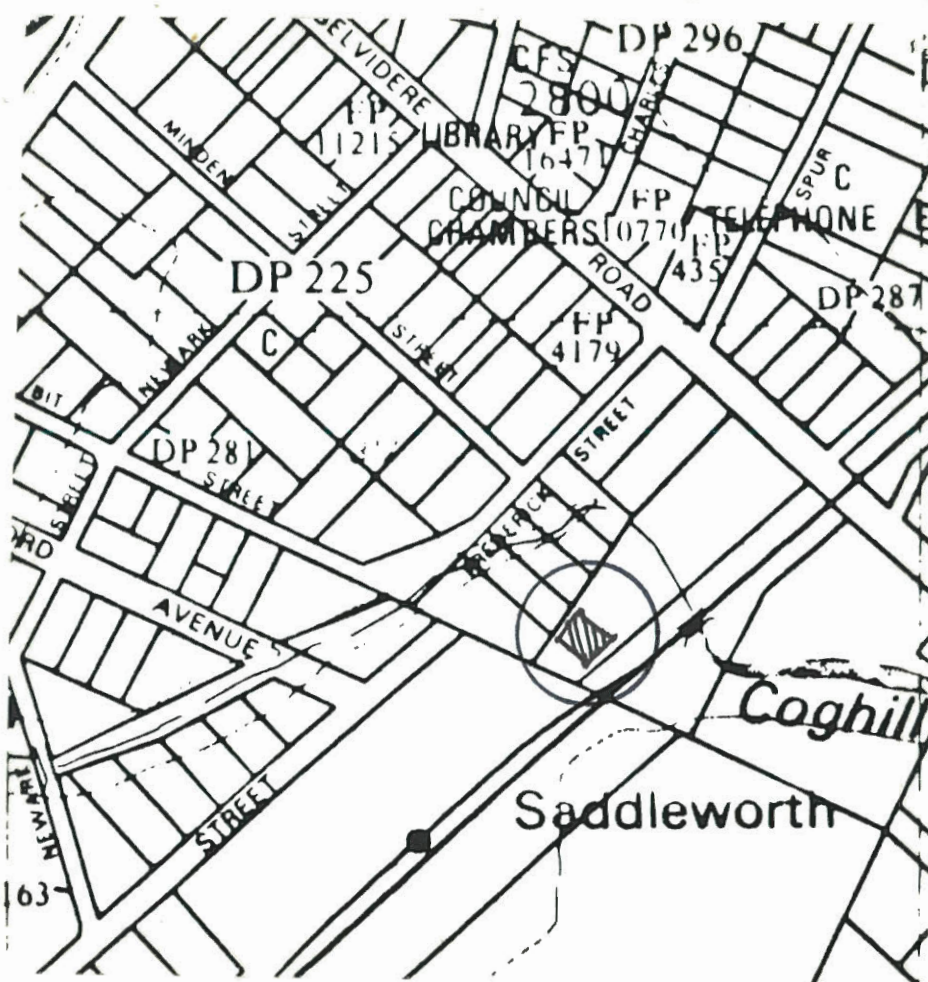 BELVIDERE
DP 296
CFS
2800
CHARLES
FP
11215
LIBRARY
FP
16471
MINDEN
SPUR
C
STREET
COUNCIL
CHAMBERS
FP
10770
TELEPHONE
FP
435
ROAD
DP 225
DP 287
C
STREET
FP
4179
NEWARK
BIT
STREET
DP 281
STREET
STREET
FREDERICK
AVENUE
Coghill
Saddleworth
STREET
163